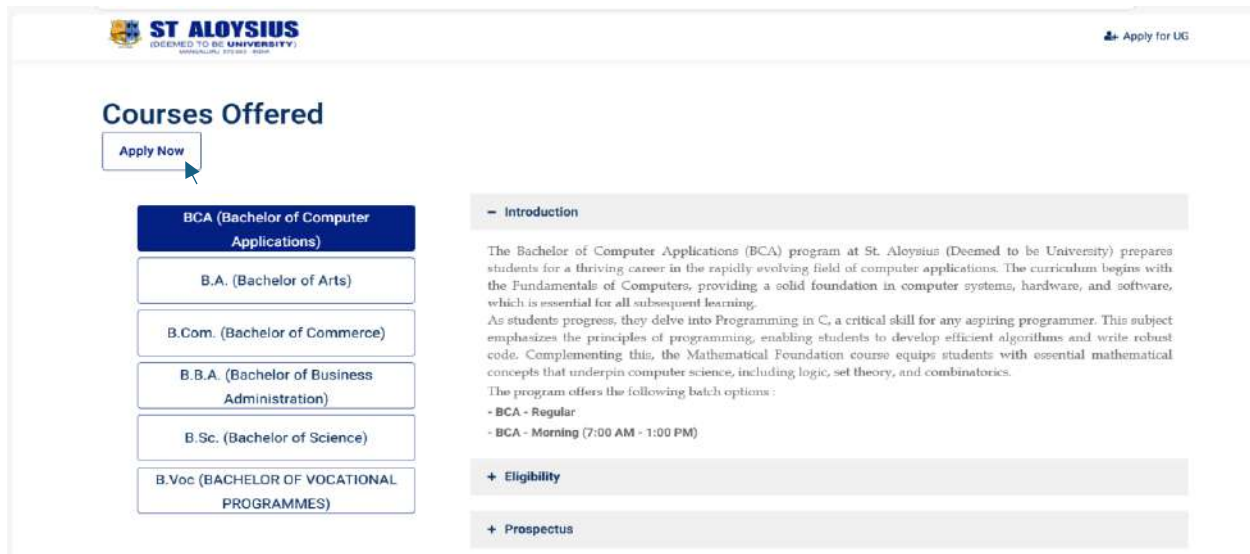 ST ALOYSIUS
(DEEMED TO BE UNIVERSITY)
Apply for UG
Courses Offered
Apply Now
BCA (Bachelor of Computer
Applications)
B.A. (Bachelor of Arts)
B.Com. (Bachelor of Commerce)
B.B.A. (Bachelor of Business
Administration)
B.Sc. (Bachelor of Science)
B.Voc (BACHELOR OF VOCATIONAL
PROGRAMMES)
− Introduction
The Bachelor of Computer Applications (BCA) program at St. Aloysius (Deemed to be University) prepares
students for a thriving career in the rapidly evolving field of computer applications. The curriculum begins with
the Fundamentals of Computers, providing a solid foundation in computer systems, hardware, and software,
which is essential for all subsequent learning.
As students progress, they delve into Programming in C, a critical skill for any aspiring programmer. This subject
emphasizes the principles of programming, enabling students to develop efficient algorithms and write robust
code. Complementing this, the Mathematical Foundation course equips students with essential mathematical
concepts that underpin computer science, including logic, set theory, and combinatorics.
The program offers the following batch options :
- BCA - Regular
- BCA - Morning (7:00 AM - 1:00 PM)
+ Eligibility
+ Prospectus